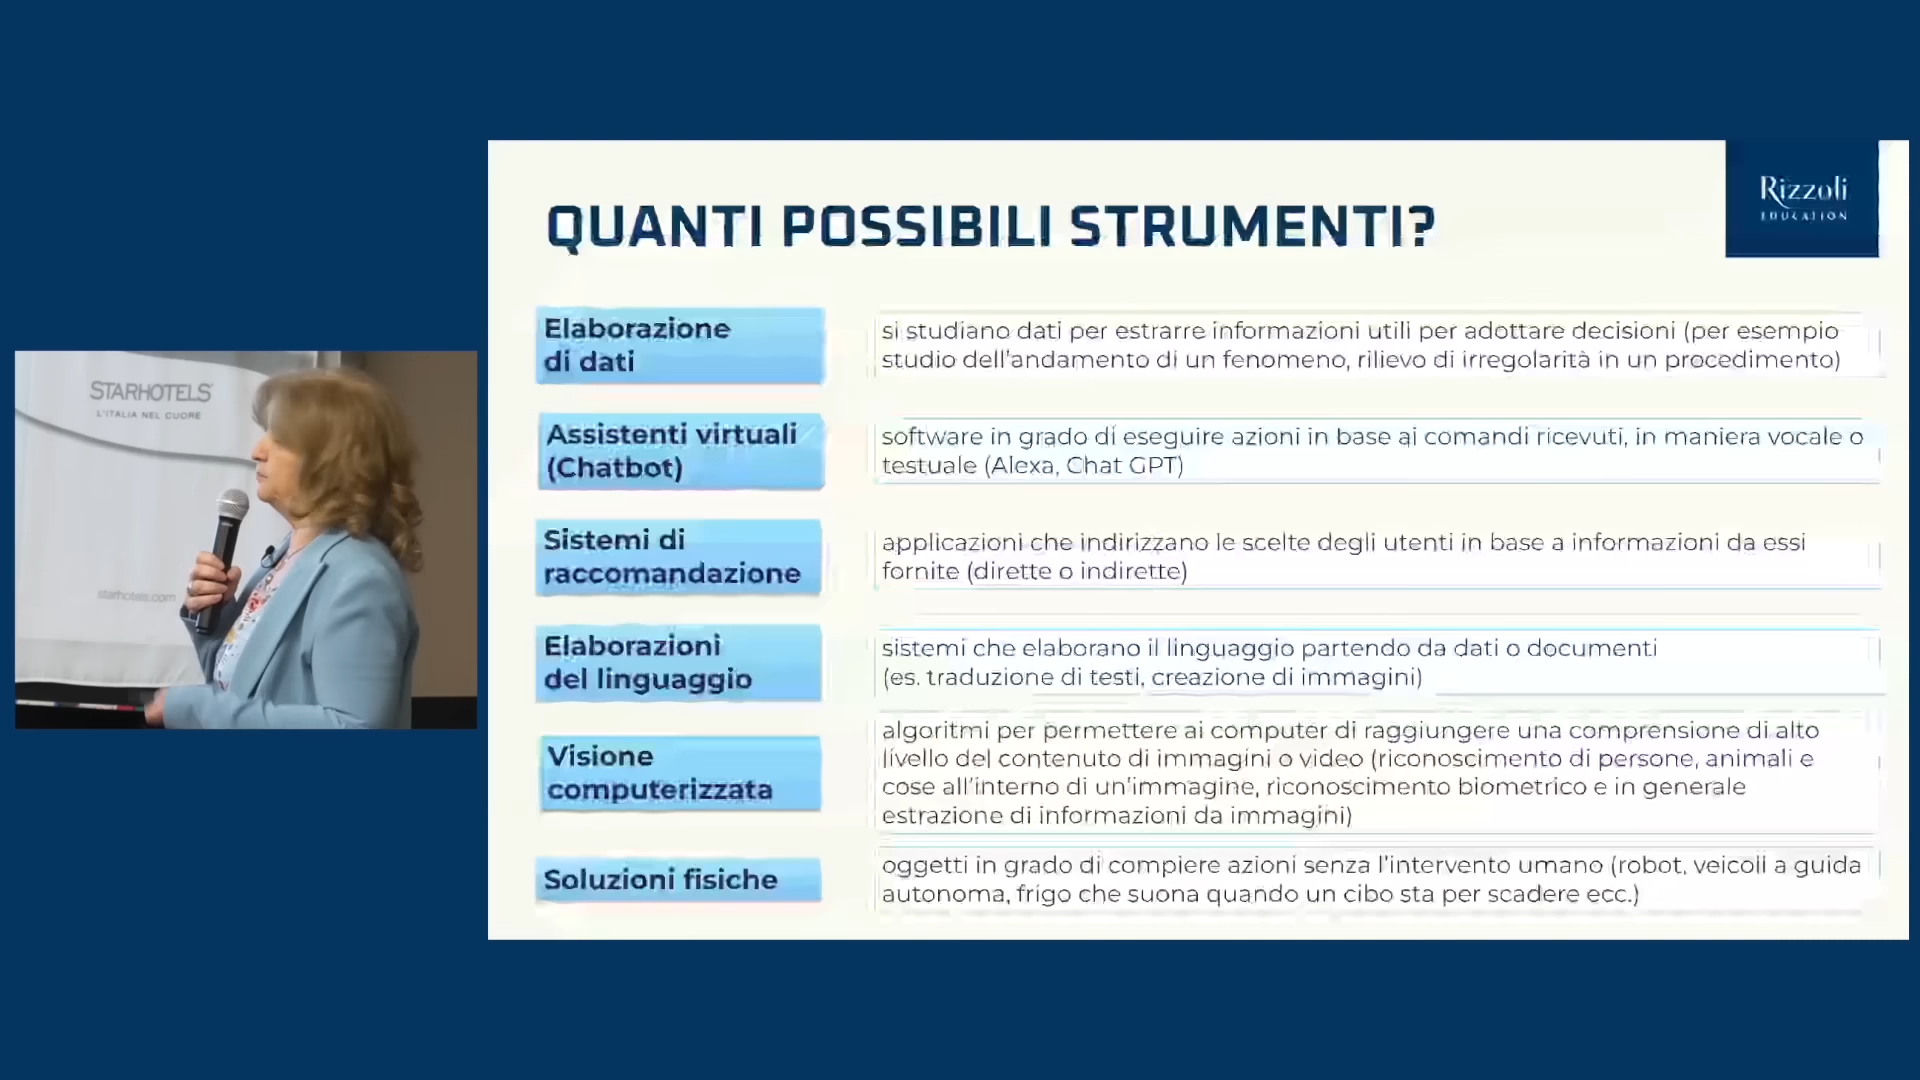 STARHOTELS
L'ITALIA NEL CUORE
starhotels.com
Rizzoli
EDUCATION
QUANTI POSSIBILI STRUMENTI?
Elaborazione
di dati
si studiano dati per estrarre informazioni utili per adottare decisioni (per esempio
studio dell'andamento di un fenomeno, rilievo di irregolarità in un procedimento)
Assistenti virtuali
(Chatbot)
software in grado di eseguire azioni in base ai comandi ricevuti, in maniera vocale o
testuale (Alexa, Chat GPT)
Sistemi di
raccomandazione
applicazioni che indirizzano le scelte degli utenti in base a informazioni da essi
fornite (dirette o indirette)
Elaborazioni
del linguaggio
sistemi che elaborano il linguaggio partendo da dati o documenti
(es. traduzione di testi, creazione di immagini)
Visione
computerizzata
algoritmi per permettere ai computer di raggiungere una comprensione di alto
livello del contenuto di immagini o video (riconoscimento di persone, animali e
cose all'interno di un'immagine, riconoscimento biometrico e in generale
estrazione di informazioni da immagini)
Soluzioni fisiche
oggetti in grado di compiere azioni senza l'intervento umano (robot, veicoli a guida
autonoma, frigo che suona quando un cibo sta per scadere ecc.)